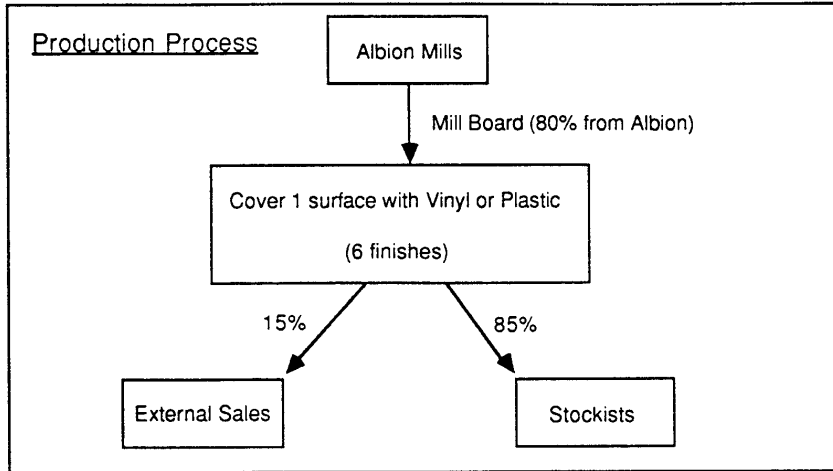 Production Process
Albion Mills
Mill Board (80% from Albion)
Cover 1 surface with Vinyl or Plastic
(6 finishes)
15%
85%
External Sales
Stockists